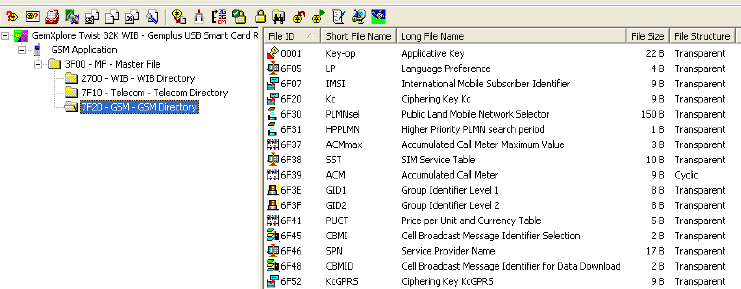 GemXplore Twist 32K WIB - Gemplus USB Smart Card R
GSM Application
3F00 - MF - Master File
2700 - WIB - WIB Directory
7F10 - Telecom - Telecom Directory
7F20 - GSM - GSM Directory
File ID Short File Name Long File Name File Size File Structure
0001 Key-op Applicative Key 22 B Transparent
6F05 LP Language Preference 4 B Transparent
6F07 IMSI International Mobile Subscriber Identifier 9 B Transparent
6F20 Kc Ciphering Key Kc 9 B Transparent
6F30 PLMNsel Public Land Mobile Network Selector 150 B Transparent
6F31 HPPLMN Higher Priority PLMN search period 1 B Transparent
6F37 ACMmax Accumulated Call Meter Maximum Value 3 B Transparent
6F38 SST SIM Service Table 10 B Transparent
6F39 ACM Accumulated Call Meter 9 B Cyclic
6F3E GID1 Group Identifier Level 1 8 B Transparent
6F3F GID2 Group Identifier Level 2 8 B Transparent
6F41 PUCT Price per Unit and Currency Table 5 B Transparent
6F45 CBMI Cell Broadcast Message Identifier Selection 2 B Transparent
6F46 SPN Service Provider Name 17 B Transparent
6F48 CBMID Cell Broadcast Message Identifier for Data Download 2 B Transparent
6F52 KcGPRS Ciphering Key KcGPRS 9 B Transparent